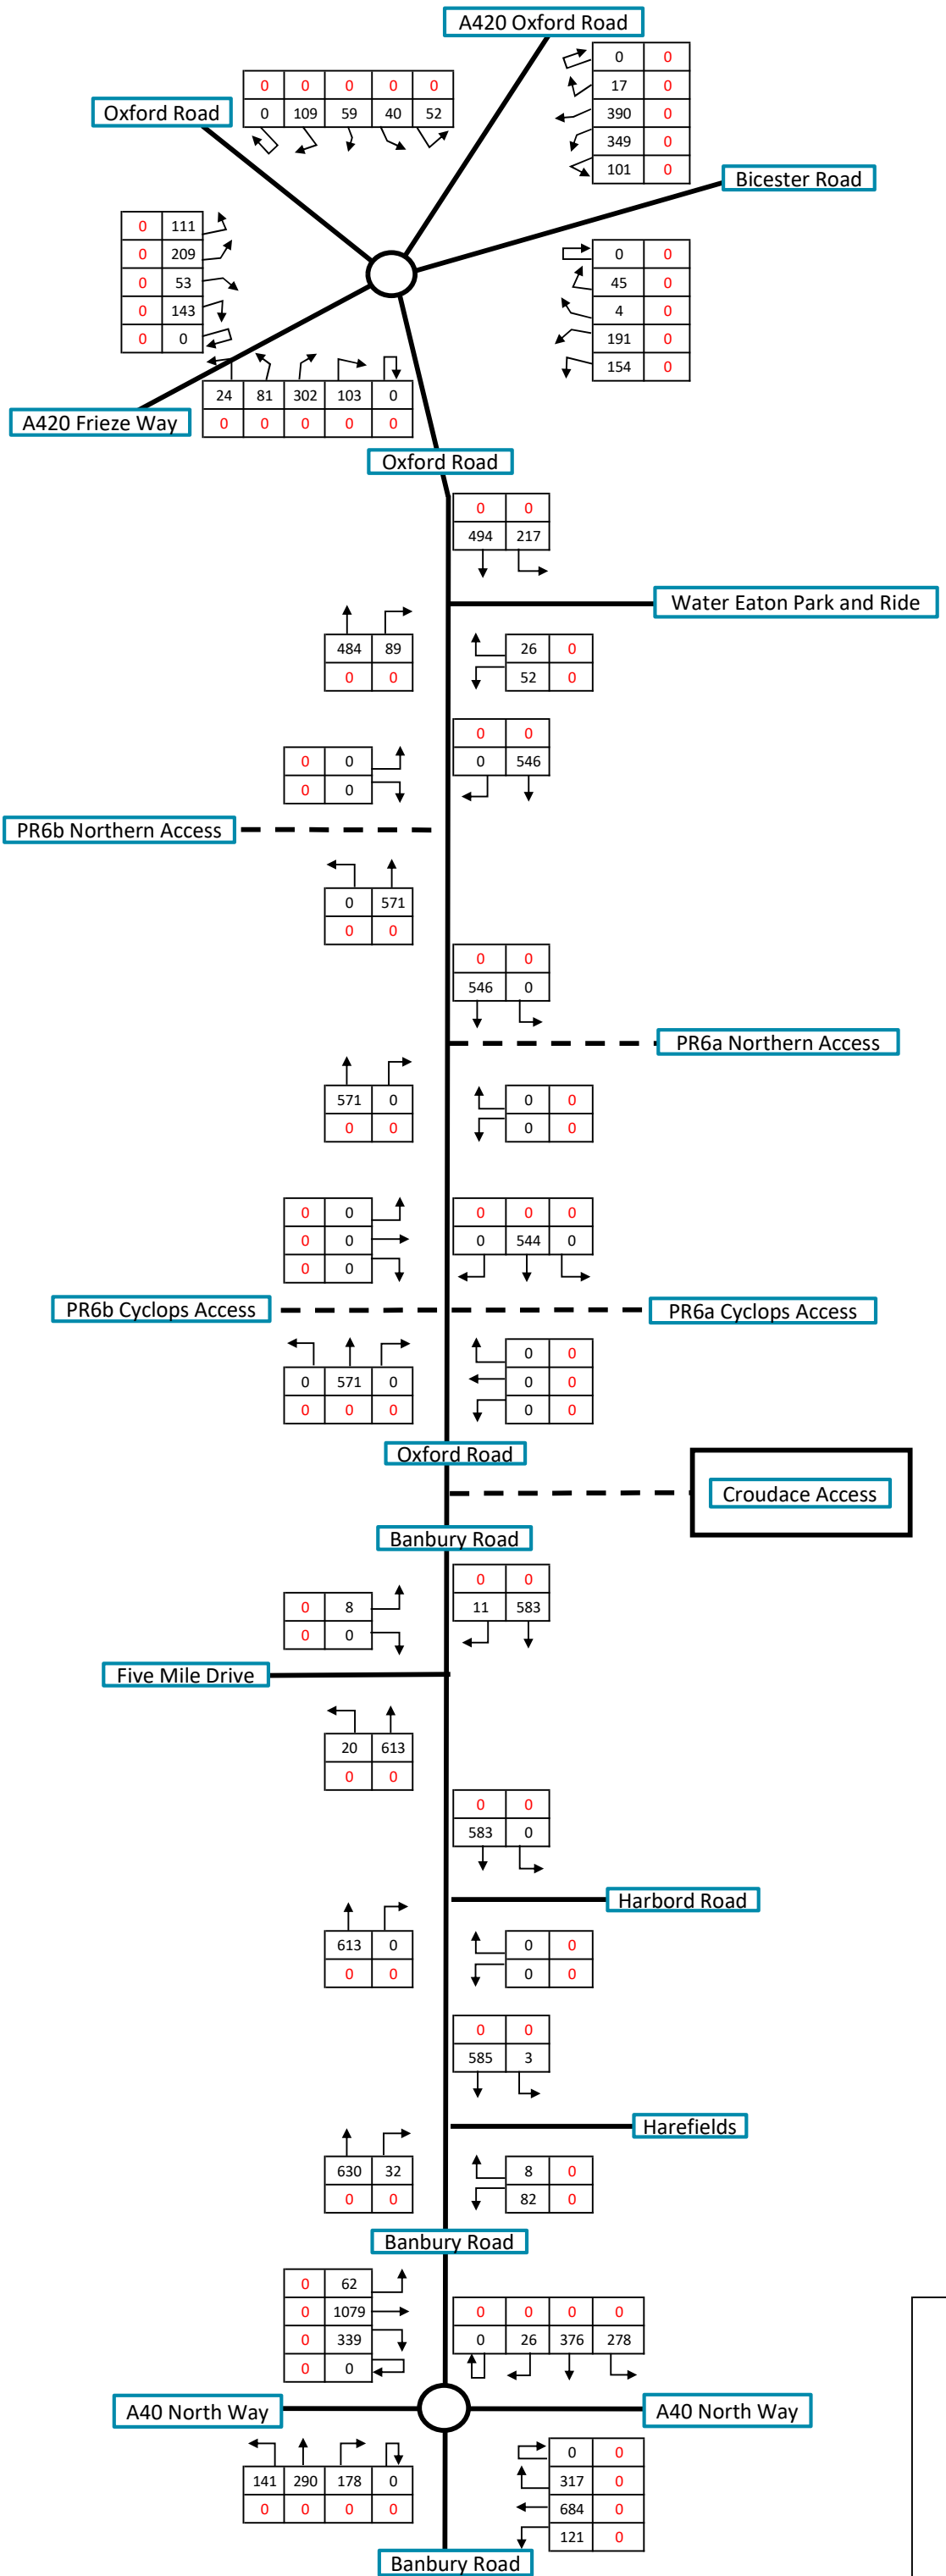 A420 Oxford Road
0 0
17 0
390 0
349 0
101 0
0 0 0 0 0
0 109 59 40 52
Oxford Road
Bicester Road
0 111
0 209
0 53
0 143
0 0
0 0
45 0
4 0
191 0
154 0
24 81 302 103 0
0 0 0 0 0
A420 Frieze Way
Oxford Road
0 0
494 217
Water Eaton Park and Ride
484 89
0 0
26 0
52 0
0 0
0 546
0 0
0 0
PR6b Northern Access
0 571
0 0
0 0
546 0
PR6a Northern Access
571 0
0 0
0 0
0 0
0 0
0 0
0 0
0 0 0
0 544 0
PR6b Cyclops Access
PR6a Cyclops Access
0 571 0
0 0 0
0 0
0 0
0 0
Oxford Road
Croudace Access
Banbury Road
0 0
11 583
0 8
0 0
Five Mile Drive
20 613
0 0
0 0
583 0
Harbord Road
613 0
0 0
0 0
0 0
0 0
585 3
Harefields
630 32
0 0
8 0
82 0
Banbury Road
0 62
0 1079
0 339
0 0
0 0 0 0
0 26 376 278
A40 North Way
A40 North Way
141 290 178 0
0 0 0 0
0 0
317 0
684 0
121 0
Banbury Road